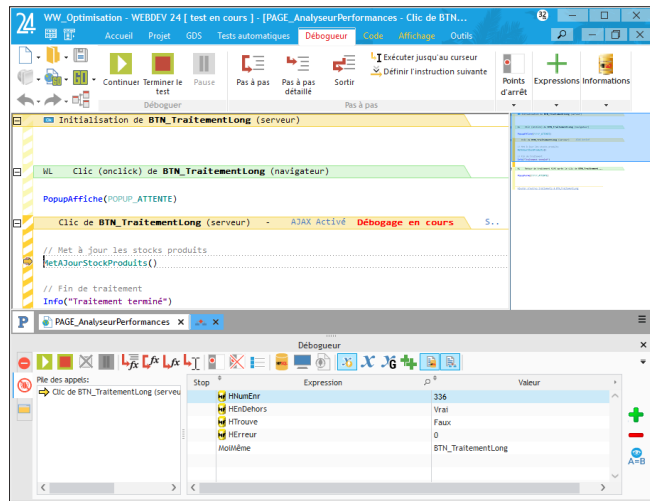 24 WW_Optimisation - WEBDEV 24 [ test en cours ] - [PAGE_AnalyseurPerformances - Clic de BTN... 32
Accueil Projet GDS Tests automatiques Débogueur Code Affichage Outils
Continuer Terminer le test Pause Pas à pas Pas à pas détaillé Sortir
Exécuter jusqu'au curseur
Définir l'instruction suivante
Points d'arrêt Expressions Informations
Déboguer Pas à pas
Initialisation de BTN_TraitementLong (serveur)
WL Clic (onclick) de BTN_TraitementLong (navigateur)
PopupAffiche(POPUP_ATTENTE)
Clic de BTN_TraitementLong (serveur) - AJAX Activé Débogage en cours S..
// Met à jour les stocks produits
MetAJourStockProduits()
// Fin de traitement
Info("Traitement terminé")
P PAGE_AnalyseurPerformances
Débogueur
Pile des appels:
Clic de BTN_TraitementLong (serveu
Stop Expression Valeur
HNumEnr 336
HEnDehors Vrai
HTrouve Faux
HErreur 0
MoiMême BTN_TraitementLong
A=B